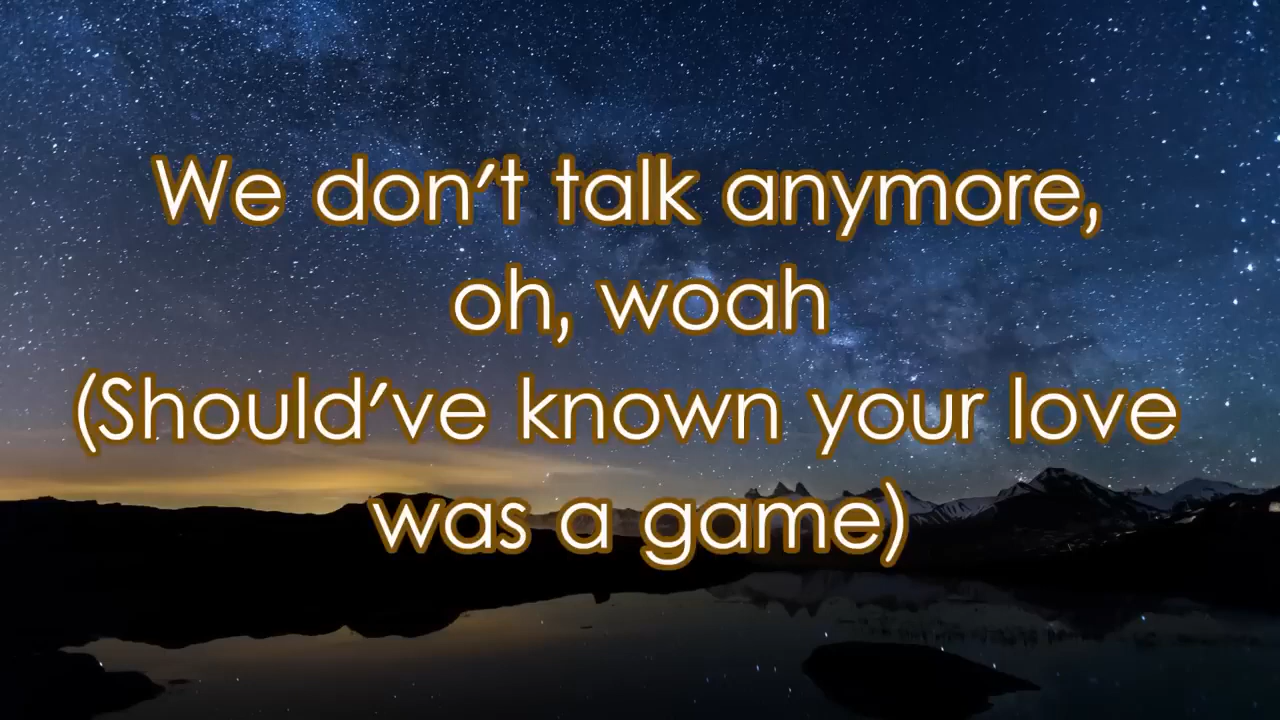 We don't talk anymore,
oh, woah
(Should've known your love
was a game)